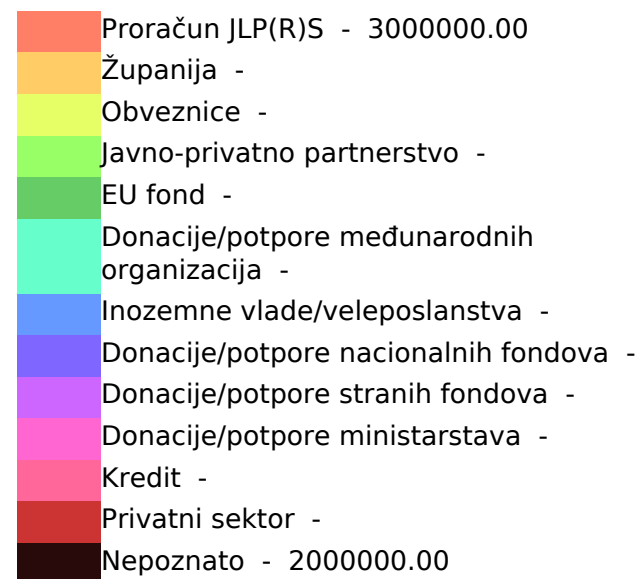 Proračun JLP(R)S - 3000000.00
Županija -
Obveznice -
Javno-privatno partnerstvo -
EU fond -
Donacije/potpore međunarodnih
organizacija -
Inozemne vlade/veleposlanstva -
Donacije/potpore nacionalnih fondova -
Donacije/potpore stranih fondova -
Donacije/potpore ministarstava -
Kredit -
Privatni sektor -
Nepoznato - 2000000.00